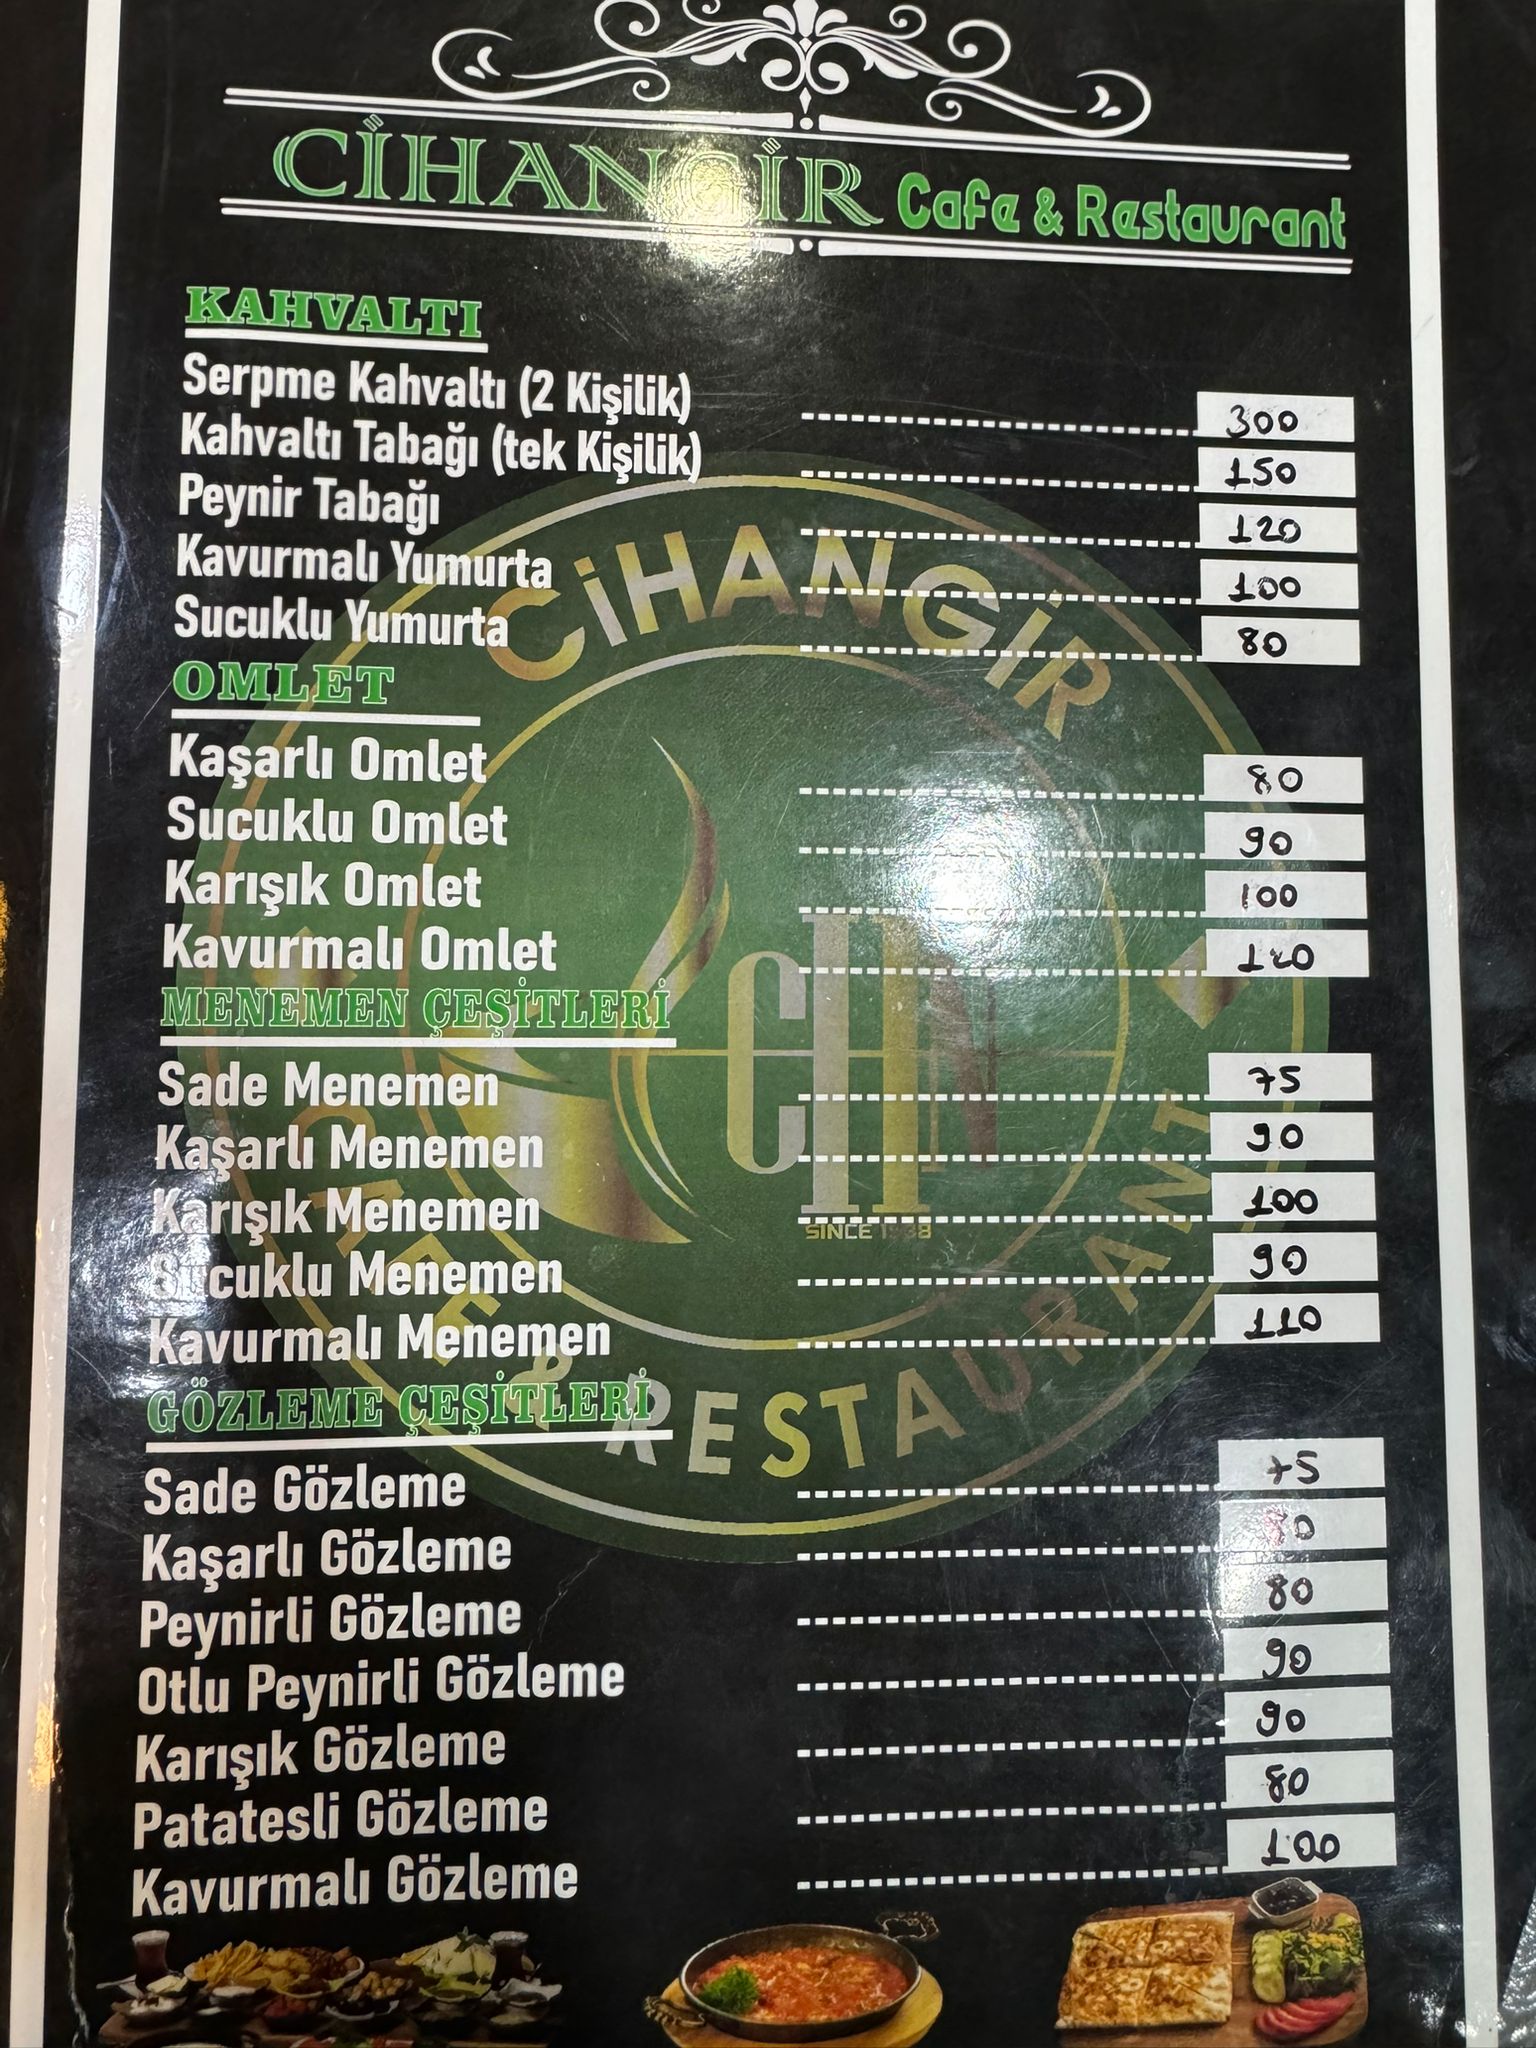 CİHANGİR Cafe & Restaurant
KAHVALTI
Serpme Kahvaltı (2 Kişilik) 300
Kahvaltı Tabağı (tek Kişilik) 150
Peynir Tabağı 120
Kavurmalı Yumurta 100
Sucuklu Yumurta 80
OMLET
Kaşarlı Omlet 80
Sucuklu Omlet 90
Karışık Omlet 100
Kavurmalı Omlet 120
MENEMEN ÇEŞİTLERİ
Sade Menemen 75
Kaşarlı Menemen 90
Karışık Menemen 100
Sucuklu Menemen 90
Kavurmalı Menemen 110
GÖZLEME ÇEŞİTLERİ
Sade Gözleme 75
Kaşarlı Gözleme 80
Peynirli Gözleme 80
Otlu Peynirli Gözleme 90
Karışık Gözleme 90
Patatesli Gözleme 80
Kavurmalı Gözleme 100
CİHANGİR
SINCE
CAFE & RESTAURANT